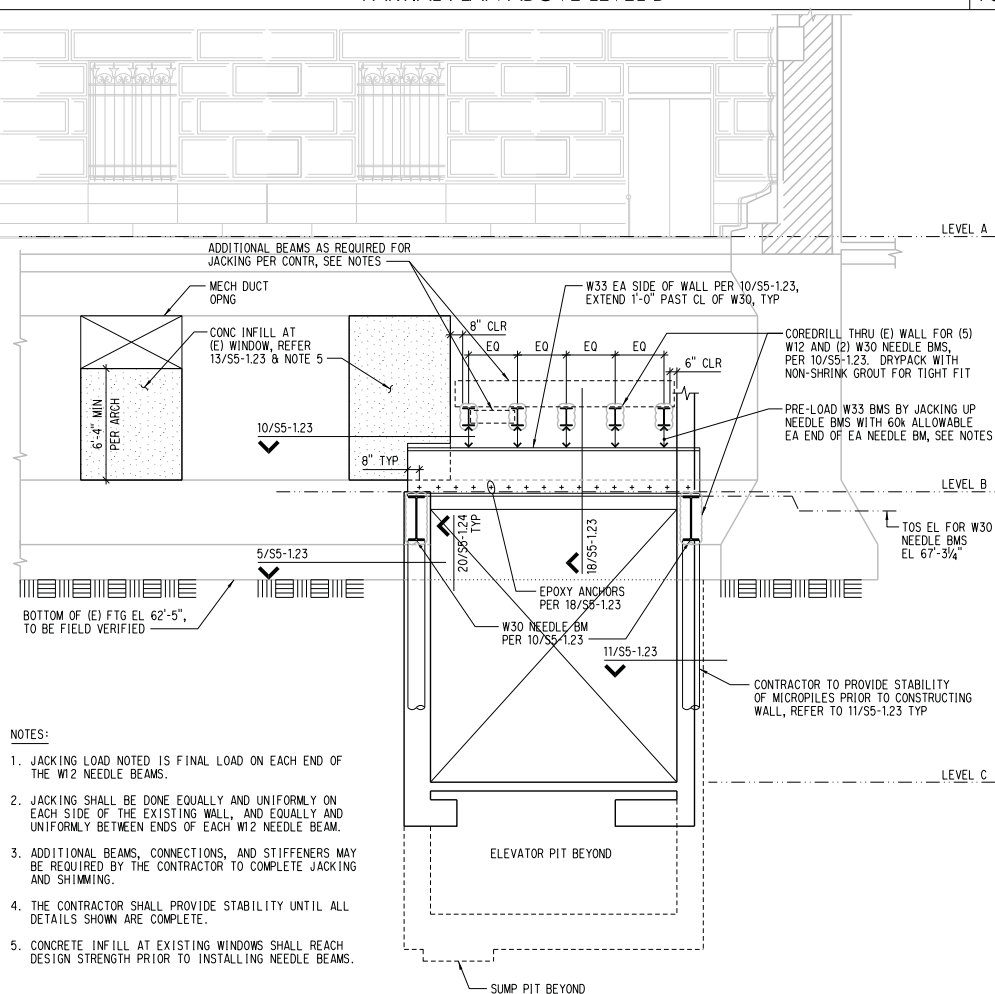 LEVEL A
ADDITIONAL BEAMS AS REQUIRED FOR
JACKING PER CONTR, SEE NOTES
MECH DUCT
OPNG
W33 EA SIDE OF WALL PER 10/S5-1.23,
EXTEND 1'-0" PAST CL OF W30, TYP
8" CLR
CONC INFILL AT
(E) WINDOW, REFER
13/S5-1.23 & NOTE 5
EQ
EQ
EQ
EQ
COREDRILL THRU (E) WALL FOR (5)
W12 AND (2) W30 NEEDLE BMS,
PER 10/S5-1.23. DRYPACK WITH
NON-SHRINK GROUT FOR TIGHT FIT
6" CLR
6'-4" MIN
PER ARCH
PRE-LOAD W33 BMS BY JACKING UP
NEEDLE BMS WITH 60k ALLOWABLE
EA END OF EA NEEDLE BM, SEE NOTES
10/S5-1.23
8" TYP
LEVEL B
20/S5-1.24
TYP
18/S5-1.23
TOS EL FOR W30
NEEDLE BMS
EL 67'-3¼"
5/S5-1.23
EPOXY ANCHORS
PER 18/S5-1.23
BOTTOM OF (E) FTG EL 62'-5",
TO BE FIELD VERIFIED
W30 NEEDLE BM
PER 10/S5-1.23
11/S5-1.23
CONTRACTOR TO PROVIDE STABILITY
OF MICROPILES PRIOR TO CONSTRUCTING
WALL, REFER TO 11/S5-1.23 TYP
LEVEL C
NOTES:
1. JACKING LOAD NOTED IS FINAL LOAD ON EACH END OF
THE W12 NEEDLE BEAMS.
2. JACKING SHALL BE DONE EQUALLY AND UNIFORMLY ON
EACH SIDE OF THE EXISTING WALL, AND EQUALLY AND
UNIFORMLY BETWEEN ENDS OF EACH W12 NEEDLE BEAM.
3. ADDITIONAL BEAMS, CONNECTIONS, AND STIFFENERS MAY
BE REQUIRED BY THE CONTRACTOR TO COMPLETE JACKING
AND SHIMMING.
4. THE CONTRACTOR SHALL PROVIDE STABILITY UNTIL ALL
DETAILS SHOWN ARE COMPLETE.
5. CONCRETE INFILL AT EXISTING WINDOWS SHALL REACH
DESIGN STRENGTH PRIOR TO INSTALLING NEEDLE BEAMS.
ELEVATOR PIT BEYOND
SUMP PIT BEYOND